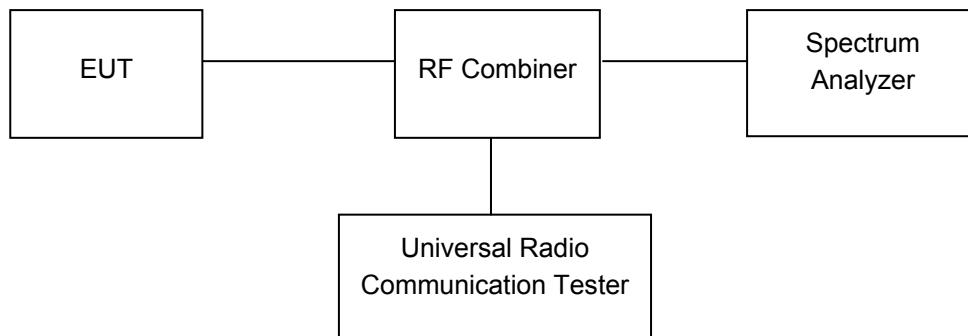 EUT
RF Combiner
Spectrum
Analyzer
Universal Radio
Communication Tester